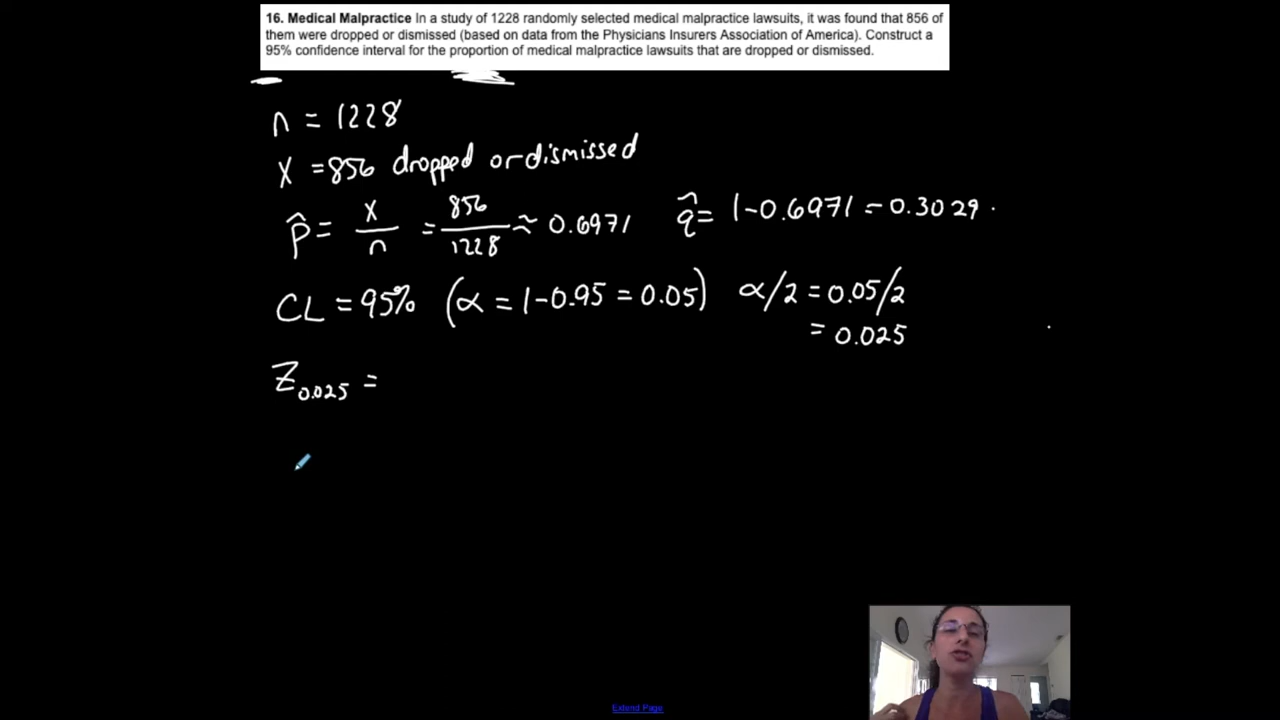 16. Medical Malpractice In a study of 1228 randomly selected medical malpractice lawsuits, it was found that 856 of
them were dropped or dismissed (based on data from the Physicians Insurers Association of America). Construct a
95% confidence interval for the proportion of medical malpractice lawsuits that are dropped or dismissed.
n = 1228
x = 856 dropped or dismissed
p̂ = x/n = 856/1228 ≈ 0.6971 q̂ = 1-0.6971 = 0.3029.
CL = 95% (α = 1-0.95 = 0.05) α/2 = 0.05/2
= 0.025
Z0.025 =
Extend Page